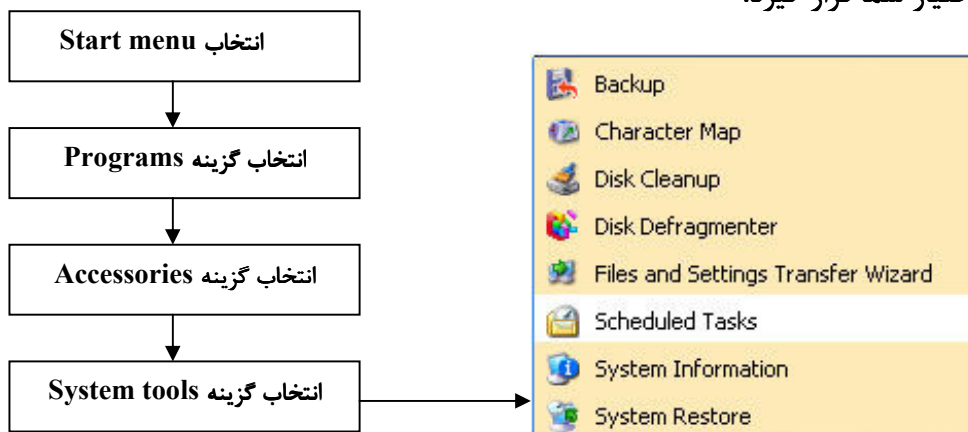 انتخاب Start menu
انتخاب گزینه Programs
انتخاب گزینه Accessories
انتخاب گزینه System tools
Backup
Character Map
Disk Cleanup
Disk Defragmenter
Files and Settings Transfer Wizard
Scheduled Tasks
System Information
System Restore